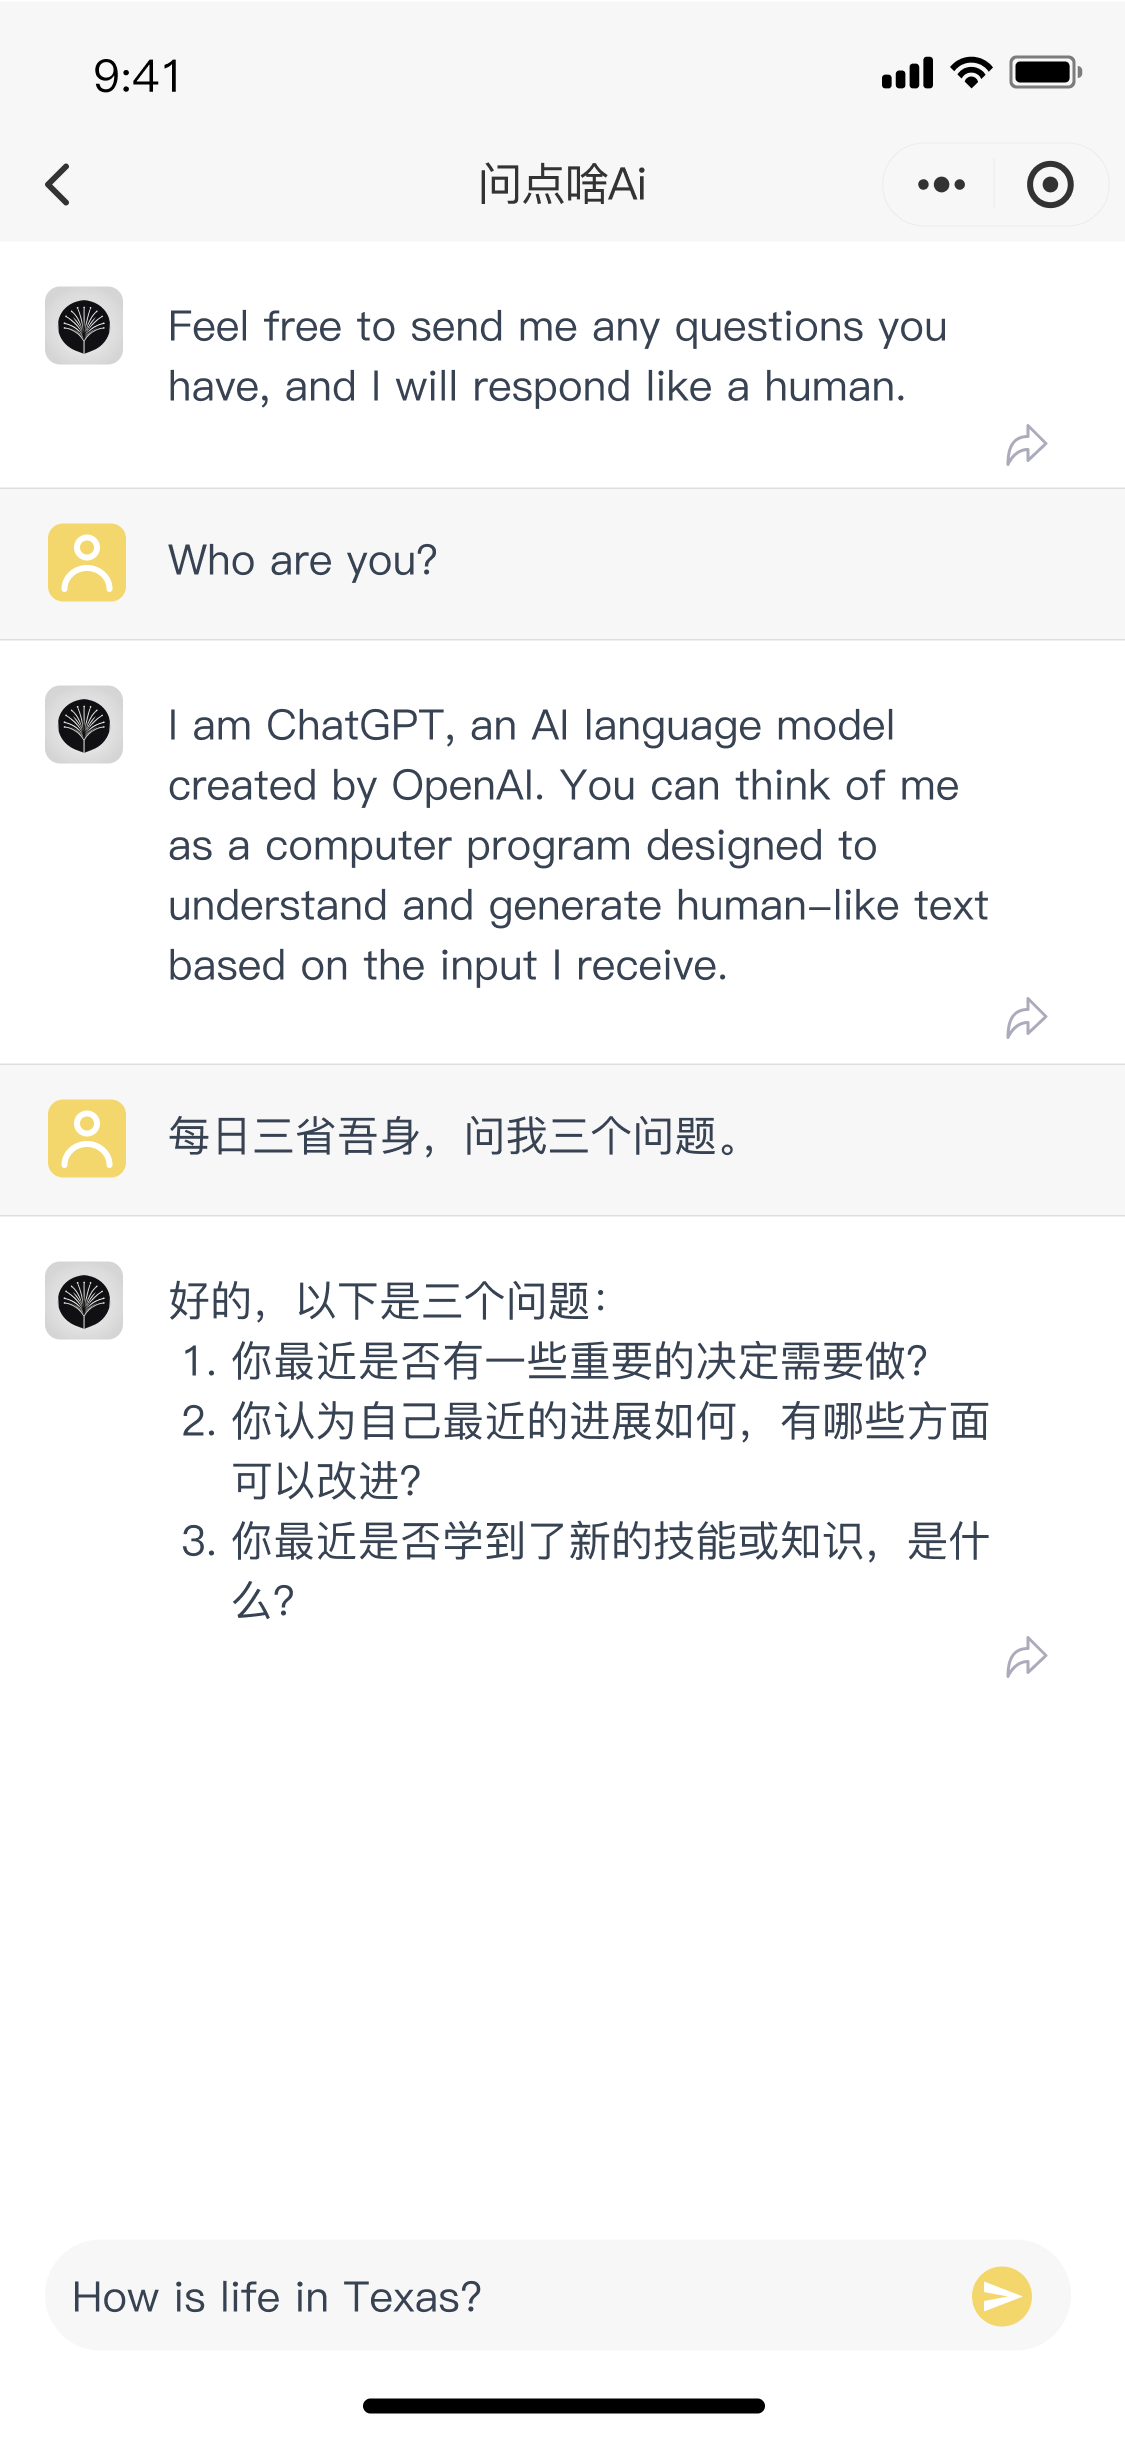 9:41
问点啥Ai
Feel free to send me any questions you
have, and I will respond like a human.
Who are you?
I am ChatGPT, an AI language model
created by OpenAI. You can think of me
as a computer program designed to
understand and generate human-like text
based on the input I receive.
每日三省吾身，问我三个问题。
好的，以下是三个问题：
1. 你最近是否有一些重要的决定需要做？
2. 你认为自己最近的进展如何，有哪些方面
可以改进？
3. 你最近是否学到了新的技能或知识，是什
么？
How is life in Texas?